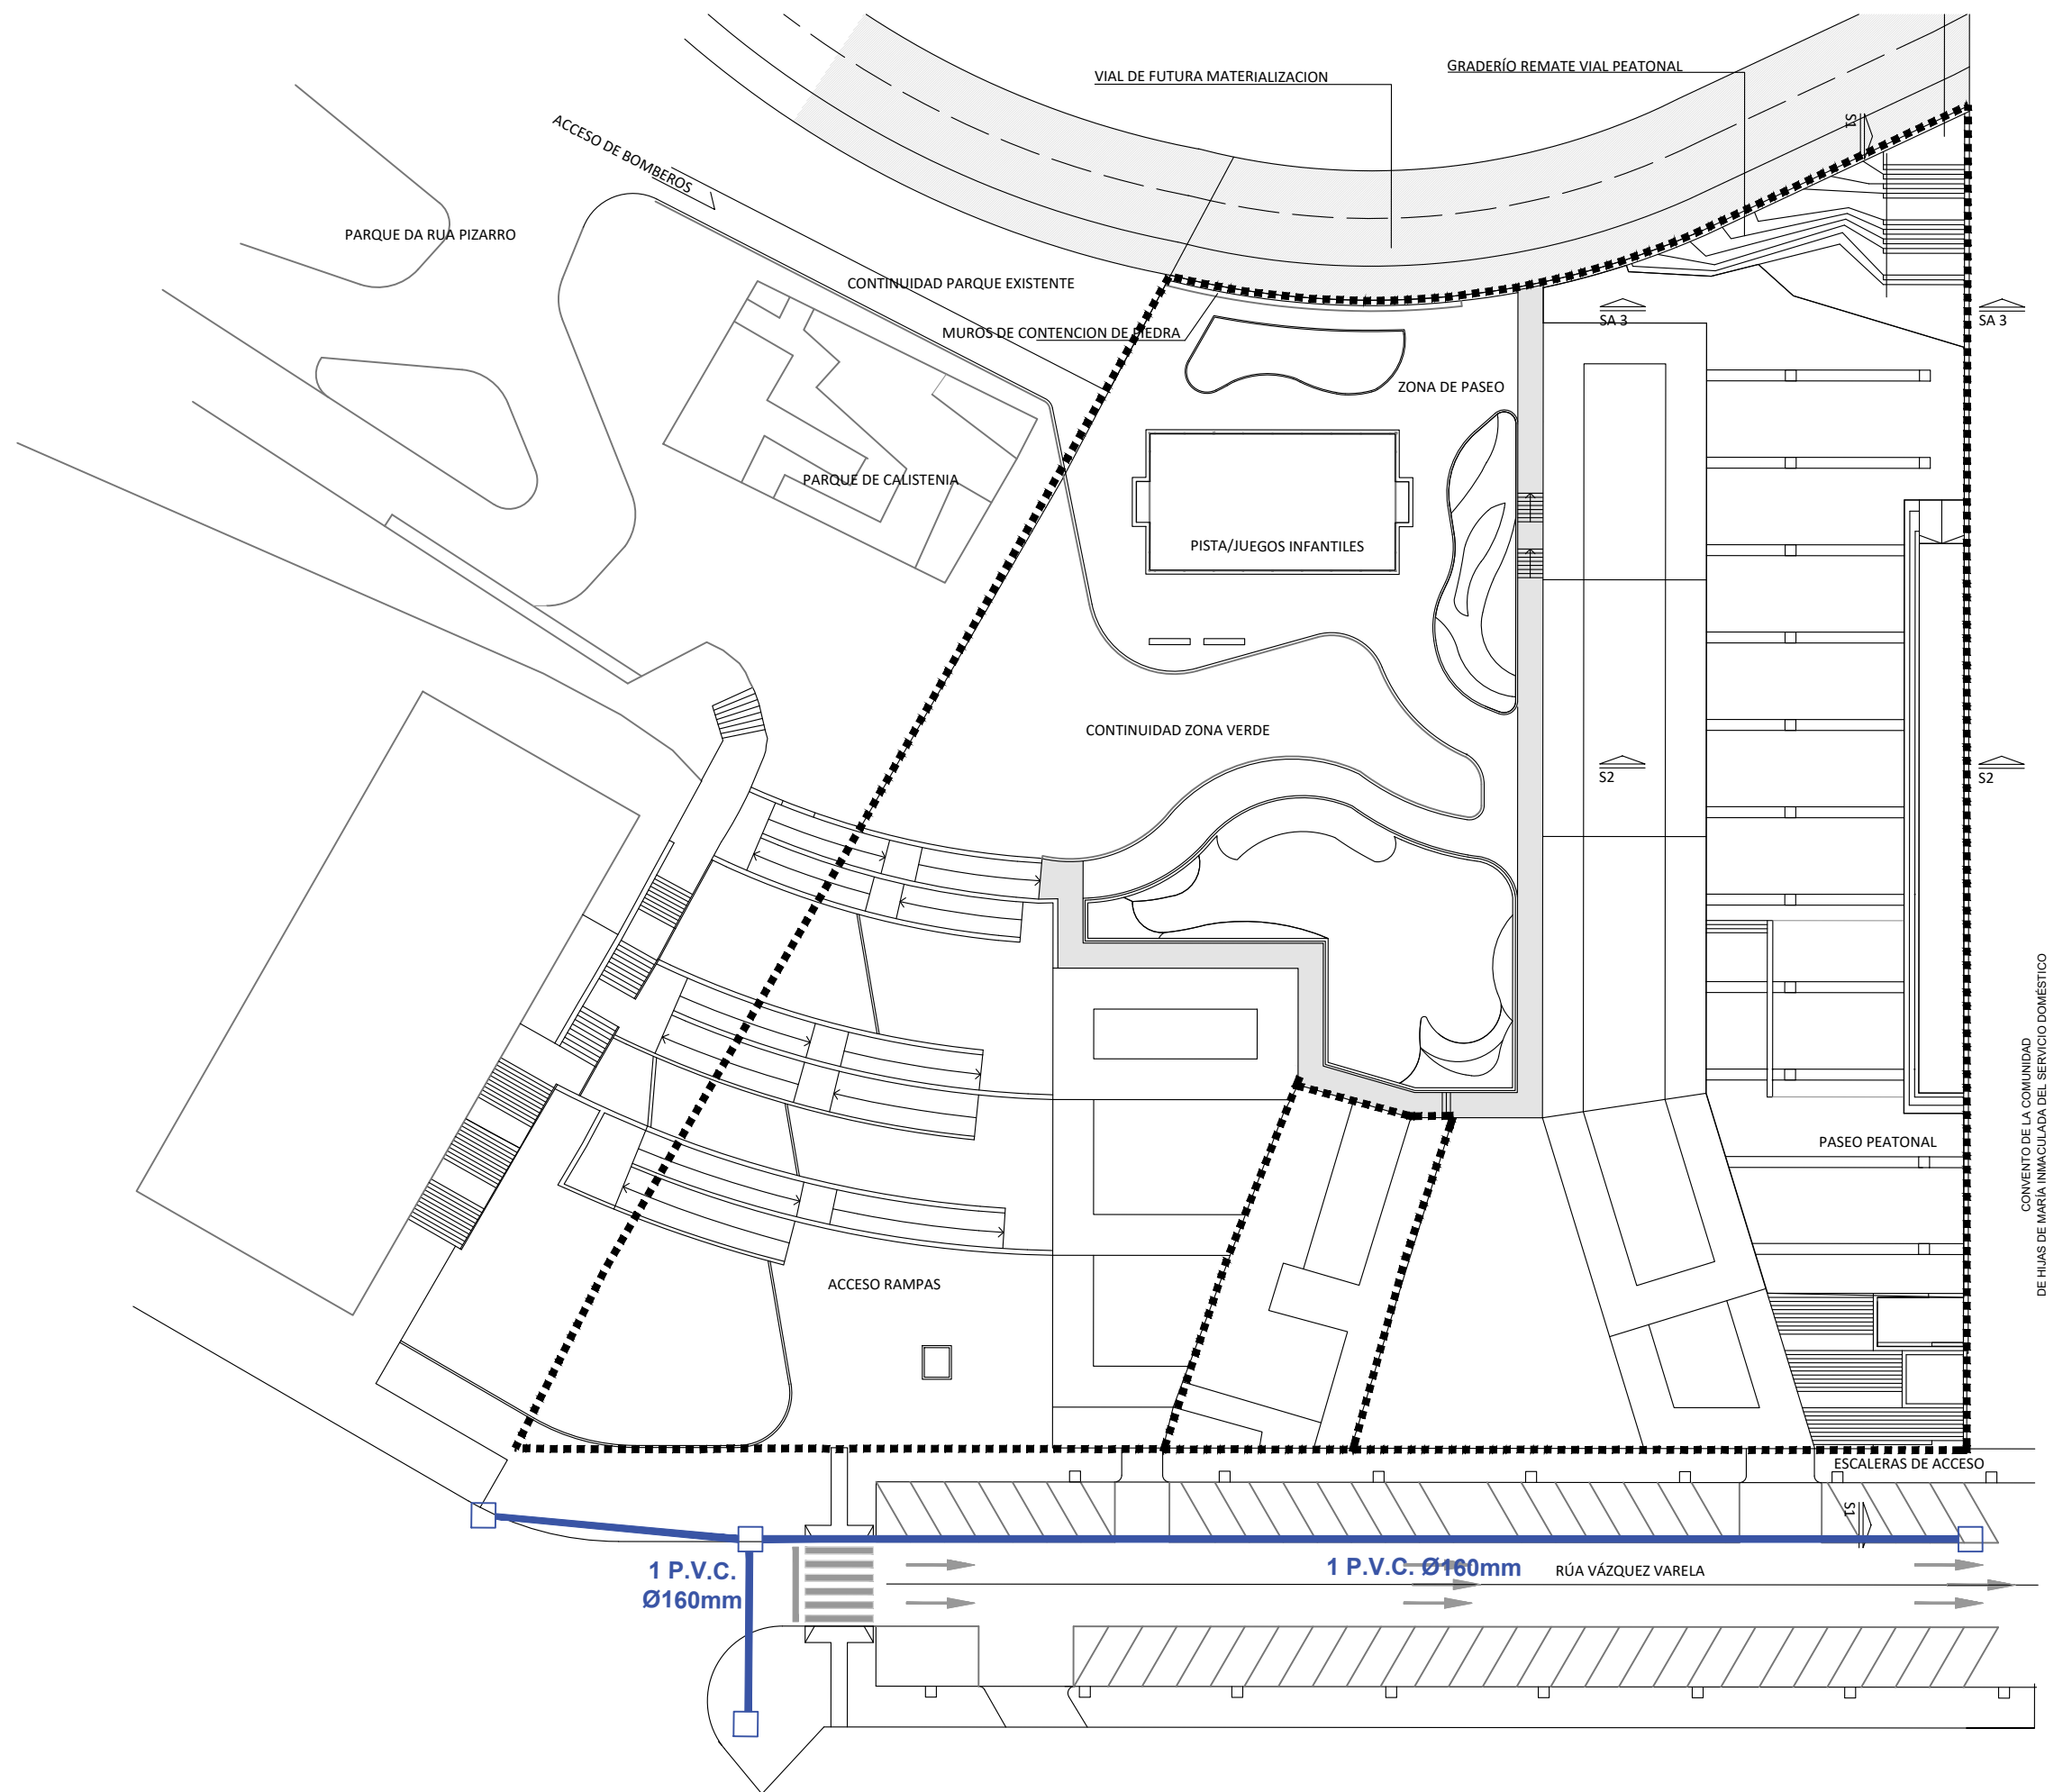 VIAL DE FUTURA MATERIALIZACION
GRADERÍO REMATE VIAL PEATONAL
ACCESO DE BOMBEROS
S1
PARQUE DA RUA PIZARRO
CONTINUIDAD PARQUE EXISTENTE
MUROS DE CONTENCION DE PIEDRA
SA 3
SA 3
ZONA DE PASEO
PARQUE DE CALISTENIA
PISTA/JUEGOS INFANTILES
CONTINUIDAD ZONA VERDE
S2
S2
CONVENTO DE LA COMUNIDAD
DE HIJAS DE MARÍA INMACULADA DEL SERVICIO DOMÉSTICO
PASEO PEATONAL
ACCESO RAMPAS
ESCALERAS DE ACCESO
S1
1 P.V.C.
Ø160mm
1 P.V.C. Ø160mm
RÚA VÁZQUEZ VARELA